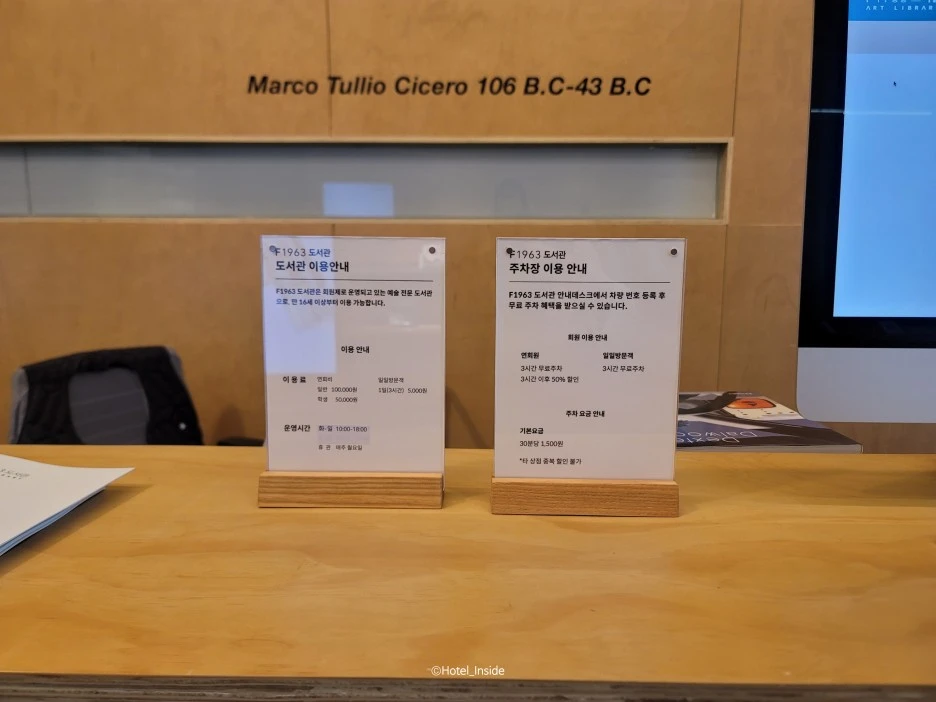 Marco Tullio Cicero 106 B.C-43 B.C
ART LIBRAR
F1963 도서관
도서관 이용안내
F1963 도서관은 회원제로 운영되고 있는 예술 전문 도서관
으로, 만 16세 이상부터 이용 가능합니다.
이용 안내
이 용 료 연회비 일일방문객
일반 100,000원 1일(3시간) 5,000원
학생 50,000원
운영시간 화-일 10:00-18:00
휴 관 매주 월요일
F1963 도서관
주차장 이용 안내
F1963 도서관 안내데스크에서 차량 번호 등록 후
무료 주차 혜택을 받으실 수 있습니다.
회원 이용 안내
연회원 일일방문객
3시간 무료주차 3시간 무료주차
3시간 이후 50% 할인
주차 요금 안내
기본요금
30분당 1,500원
*타 상점 중복 할인 불가
©Hotel_Inside